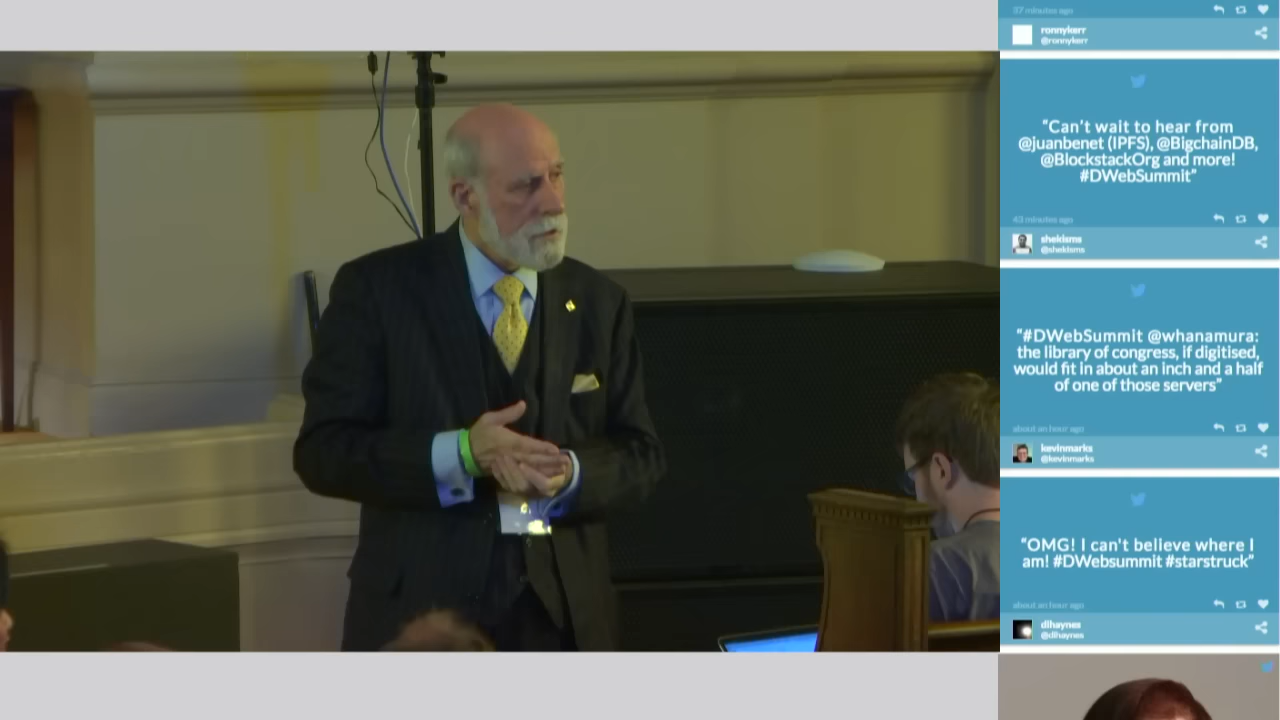 37 minutes ago
ronnykerr
@ronnykerr
“Can’t wait to hear from
@juanbenet (IPFS), @BigchainDB,
@BlockstackOrg and more!
#DWebSummit”
43 minutes ago
shekisms
@shekisms
“#DWebSummit @whanamura:
the library of congress, if digitised,
would fit in about an inch and a half
of one of those servers”
about an hour ago
kevinmarks
@kevinmarks
“OMG! I can't believe where I
am! #DWebsummit #starstruck”
about an hour ago
dlhaynes
@dlhaynes